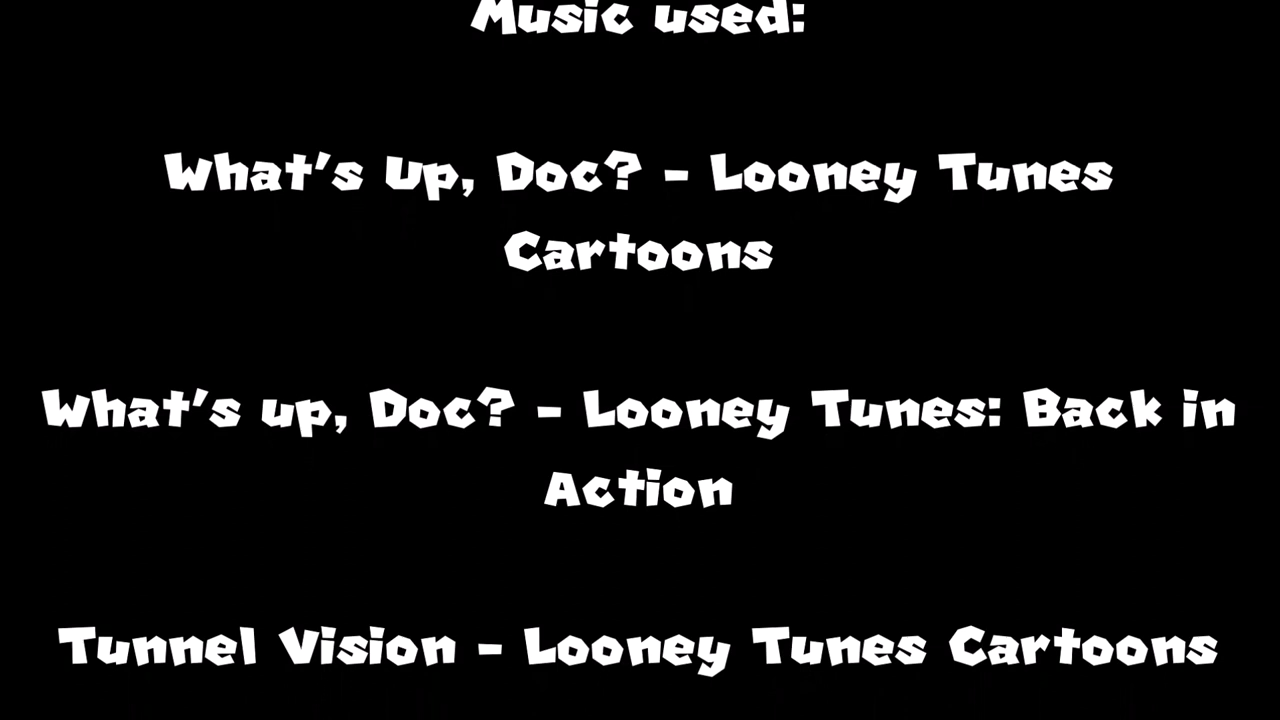 Music used:
What's Up, Doc? - Looney Tunes
Cartoons
What's up, Doc? - Looney Tunes: Back in
Action
Tunnel Vision - Looney Tunes Cartoons